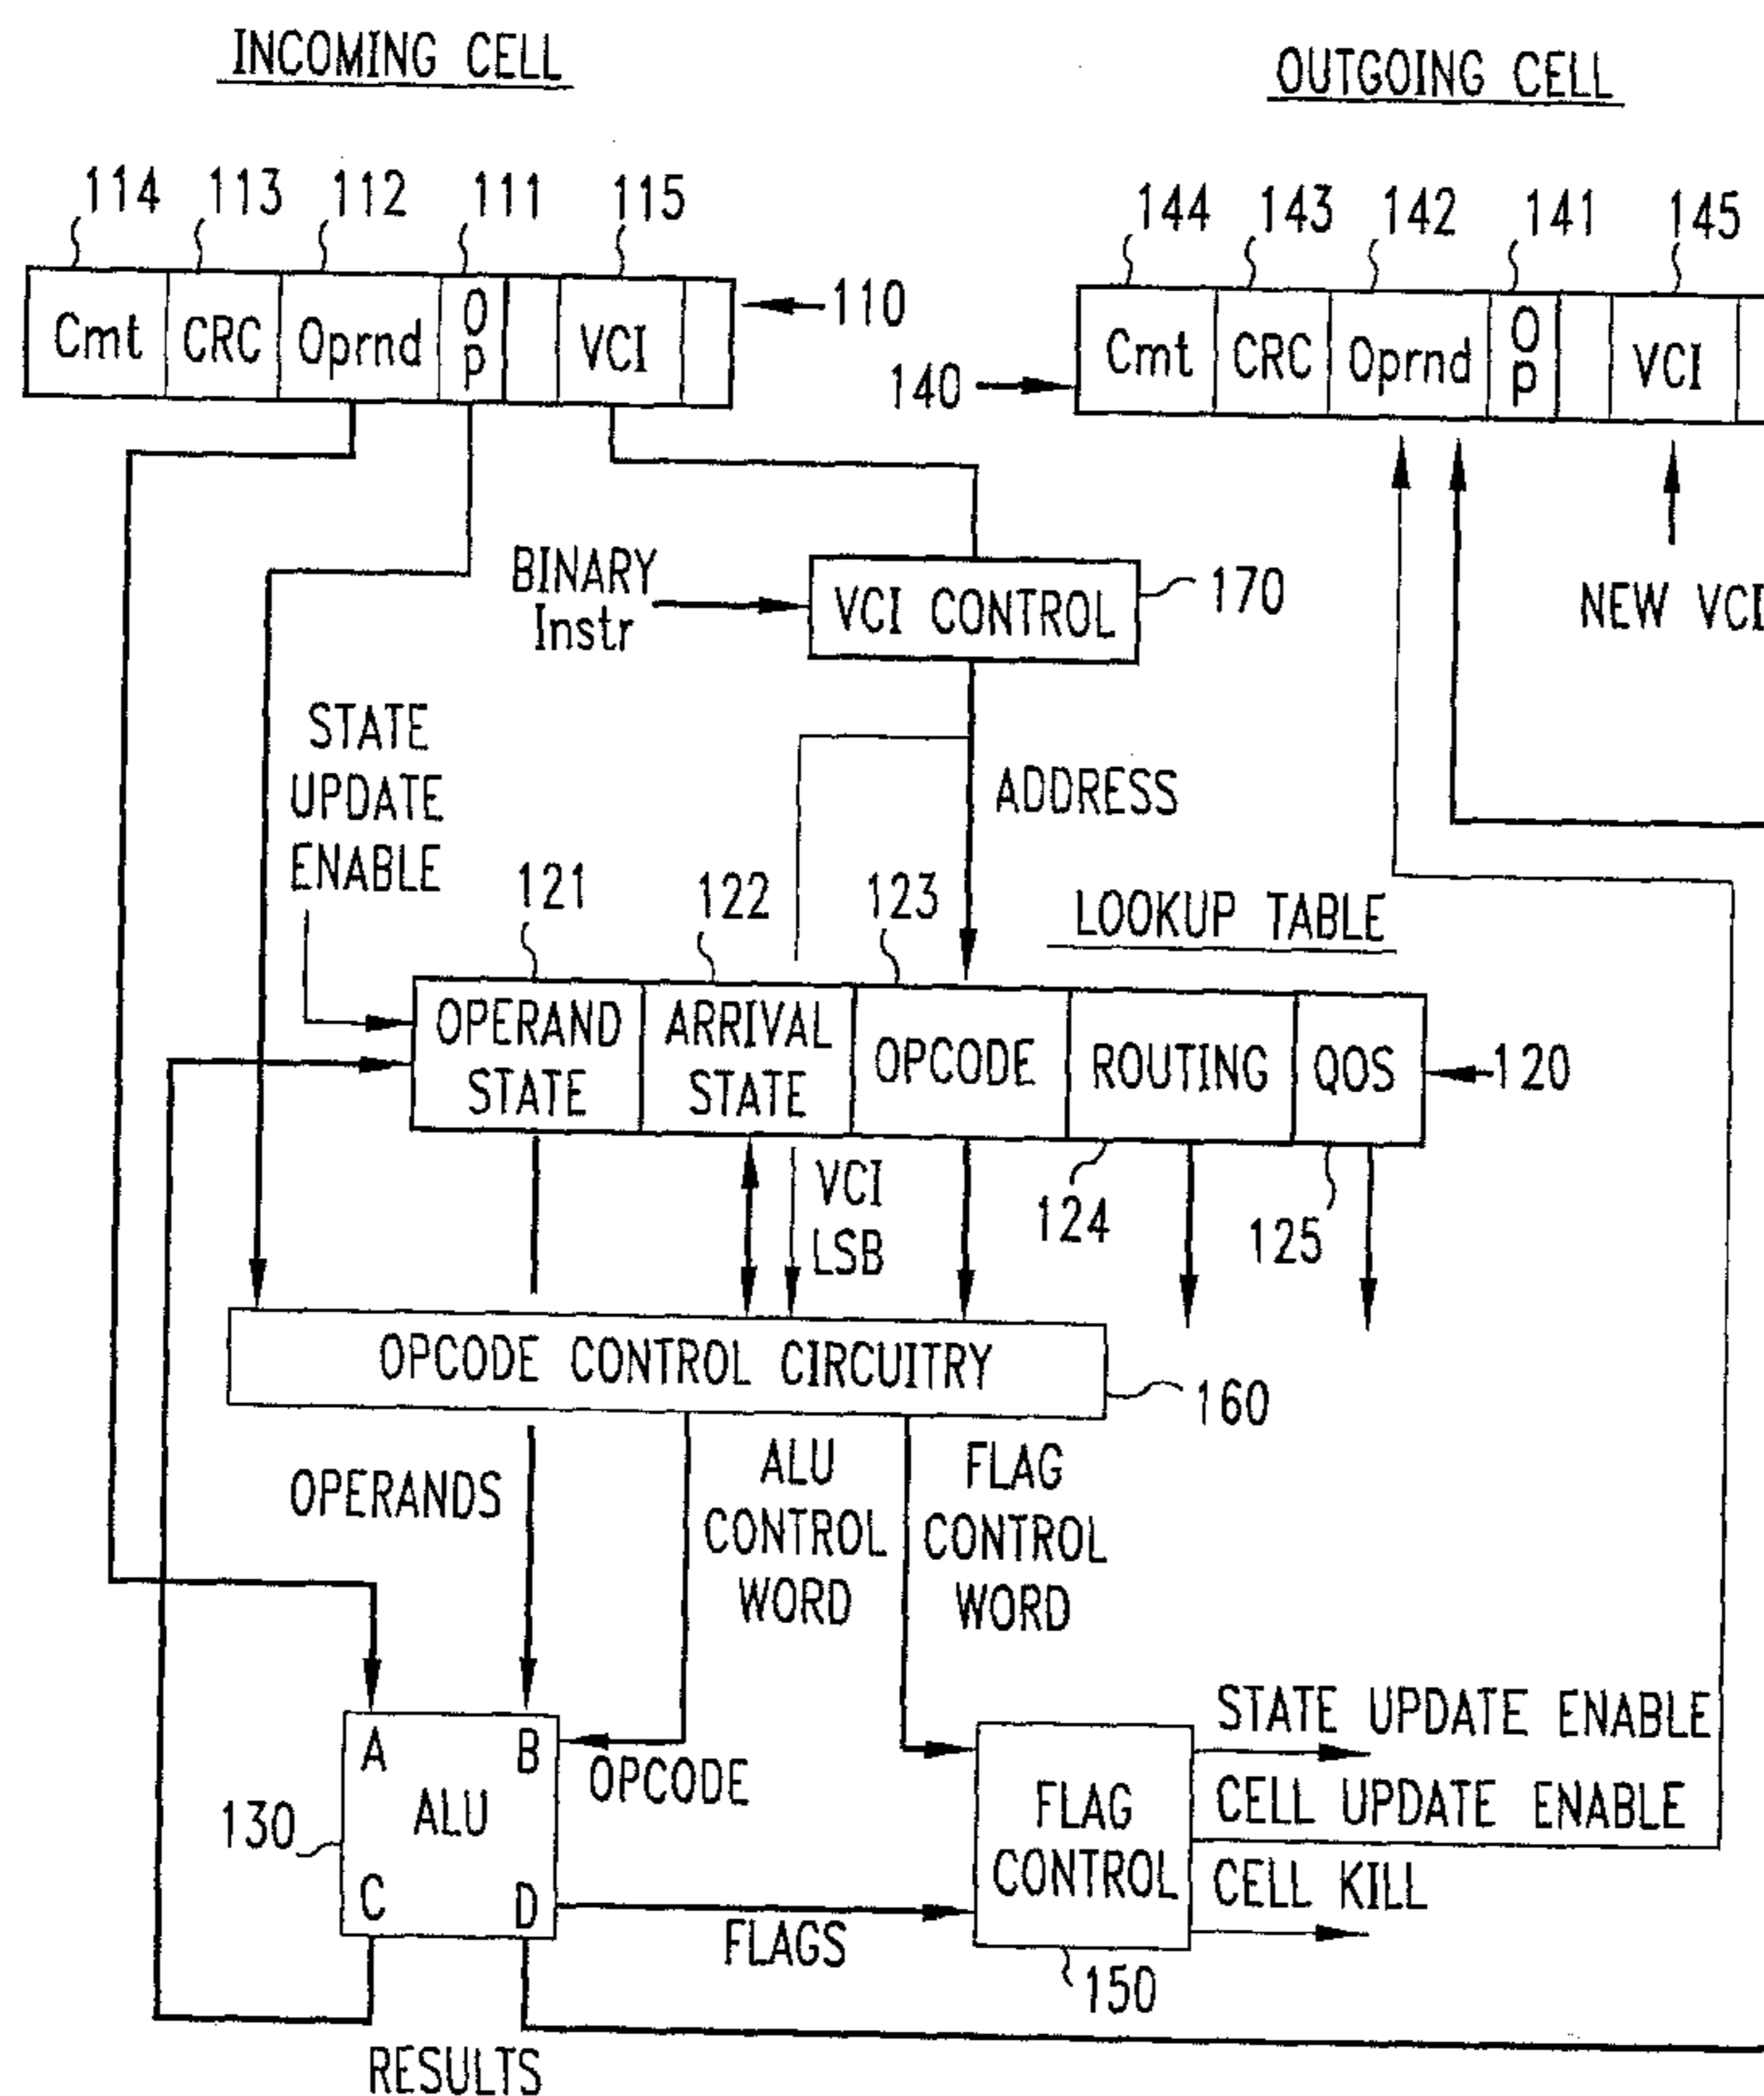 INCOMING CELL
OUTGOING CELL
114 113 112 111 115
144 143 142 141 145
Cmt CRC Oprnd Op VCI
110
140
Cmt CRC Oprnd Op VCI
BINARY
Instr
VCI CONTROL
170
NEW VCI
STATE
UPDATE
ENABLE
ADDRESS
121 122 123
LOOKUP TABLE
OPERAND
STATE
ARRIVAL
STATE
OPCODE
ROUTING
QOS
120
VCI
LSB
124
125
OPCODE CONTROL CIRCUITRY
160
OPERANDS
ALU
CONTROL
WORD
FLAG
CONTROL
WORD
A
B
ALU
C
D
130
OPCODE
FLAG
CONTROL
150
STATE UPDATE ENABLE
CELL UPDATE ENABLE
CELL KILL
FLAGS
RESULTS